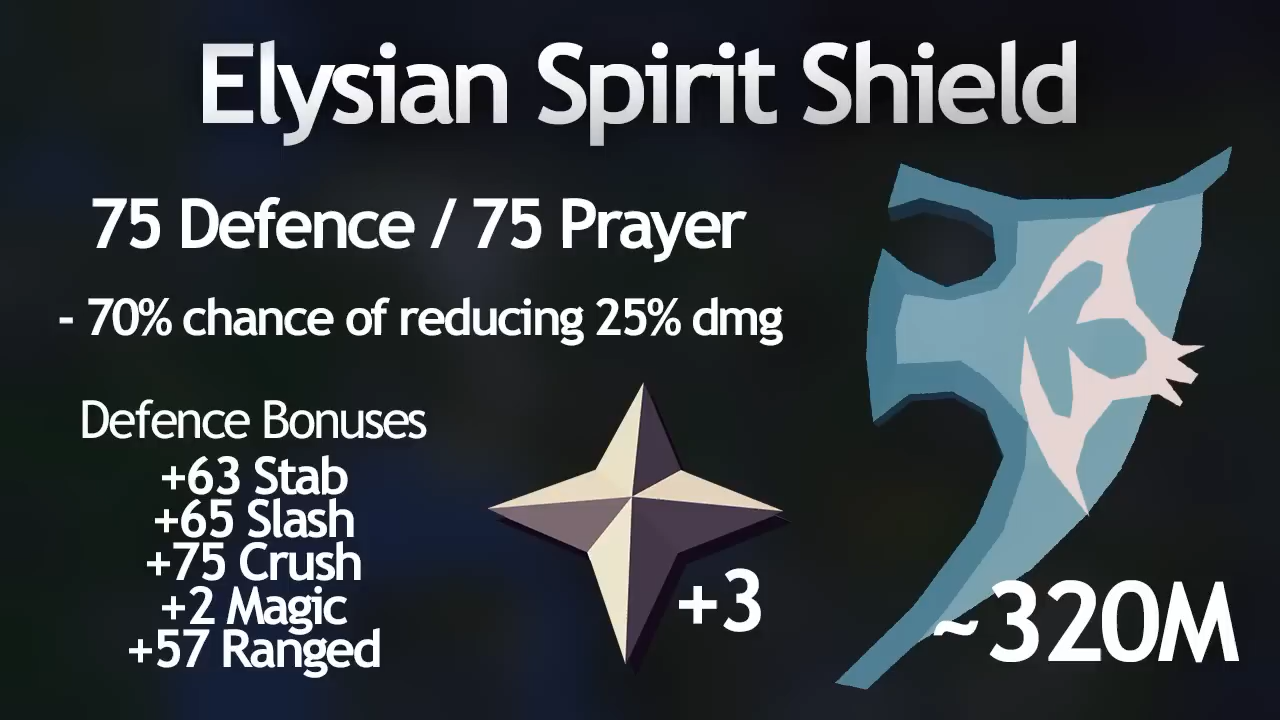 Elysian Spirit Shield
75 Defence / 75 Prayer
- 70% chance of reducing 25% dmg
Defence Bonuses
+63 Stab
+65 Slash
+75 Crush
+2 Magic
+57 Ranged
+3
~320M